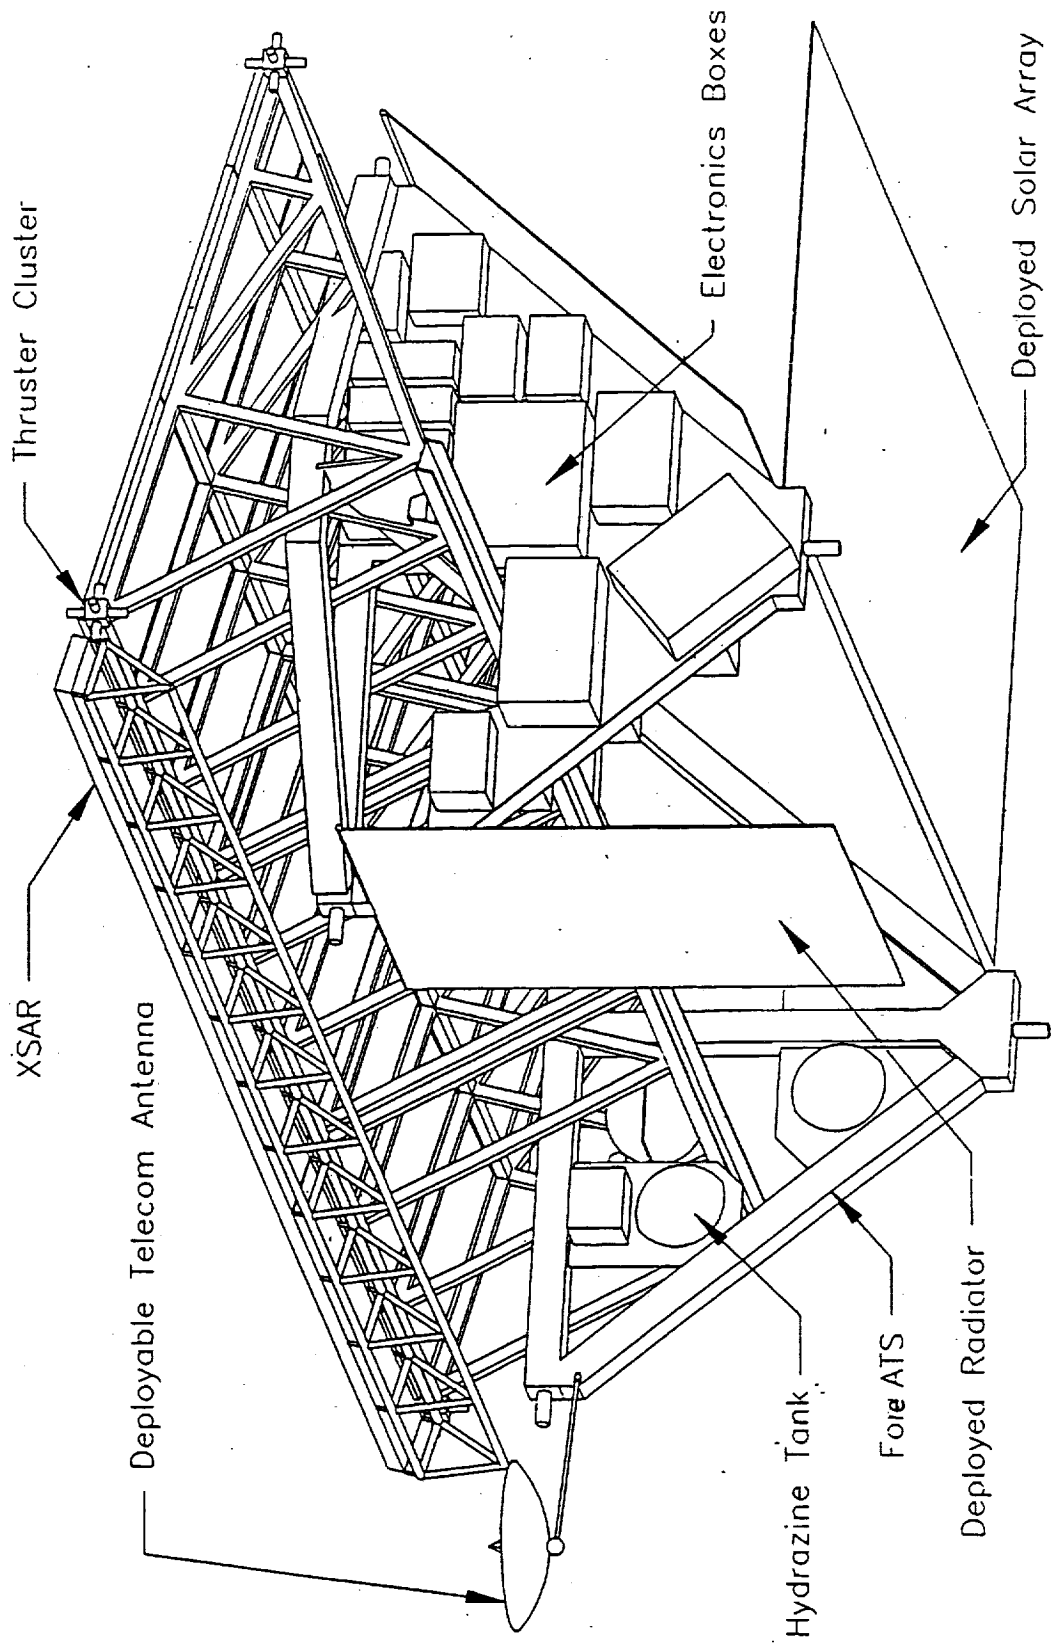 Thruster Cluster
XSAR
Deployable Telecom Antenna
Electronics Boxes
Deployed Solar Array
Hydrazine Tank
Fore ATS
Deployed Radiator